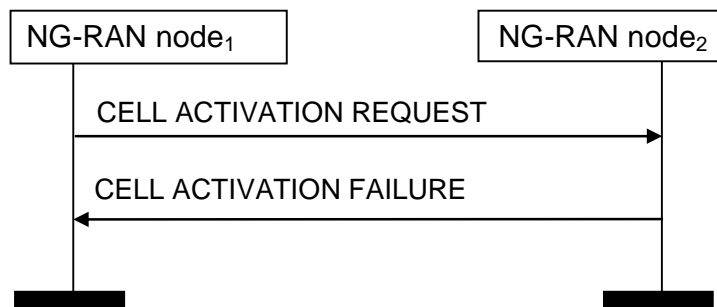 NG-RAN node₁
NG-RAN node₂
CELL ACTIVATION REQUEST
CELL ACTIVATION FAILURE